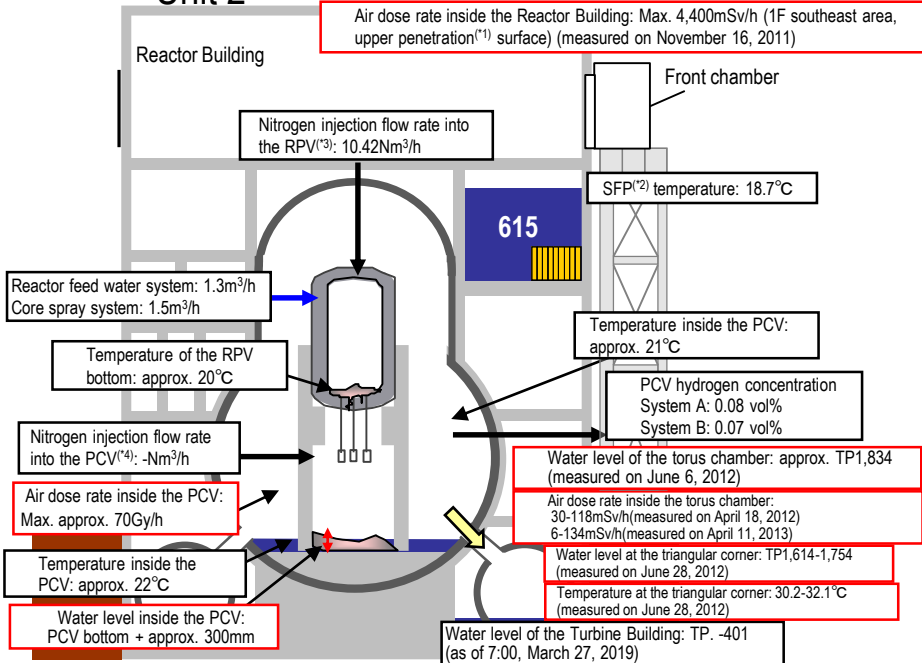 Unit 2
Air dose rate inside the Reactor Building: Max. 4,400mSv/h (1F southeast area,
upper penetration(*1) surface) (measured on November 16, 2011)
Reactor Building
Front chamber
Nitrogen injection flow rate into
the RPV(*3): 10.42Nm3/h
SFP(*2) temperature: 18.7℃
615
Reactor feed water system: 1.3m3/h
Core spray system: 1.5m3/h
Temperature inside the PCV:
approx. 21℃
Temperature of the RPV
bottom: approx. 20℃
PCV hydrogen concentration
System A: 0.08 vol%
System B: 0.07 vol%
Nitrogen injection flow rate
into the PCV(*4): -Nm3/h
Water level of the torus chamber: approx. TP1,834
(measured on June 6, 2012)
Air dose rate inside the PCV:
Max. approx. 70Gy/h
Air dose rate inside the torus chamber:
30-118mSv/h(measured on April 18, 2012)
6-134mSv/h(measured on April 11, 2013)
Temperature inside the
PCV: approx. 22℃
Water level at the triangular corner: TP1,614-1,754
(measured on June 28, 2012)
Temperature at the triangular corner: 30.2-32.1℃
(measured on June 28, 2012)
Water level inside the PCV:
PCV bottom + approx. 300mm
Water level of the Turbine Building: TP. -401
(as of 7:00, March 27, 2019)